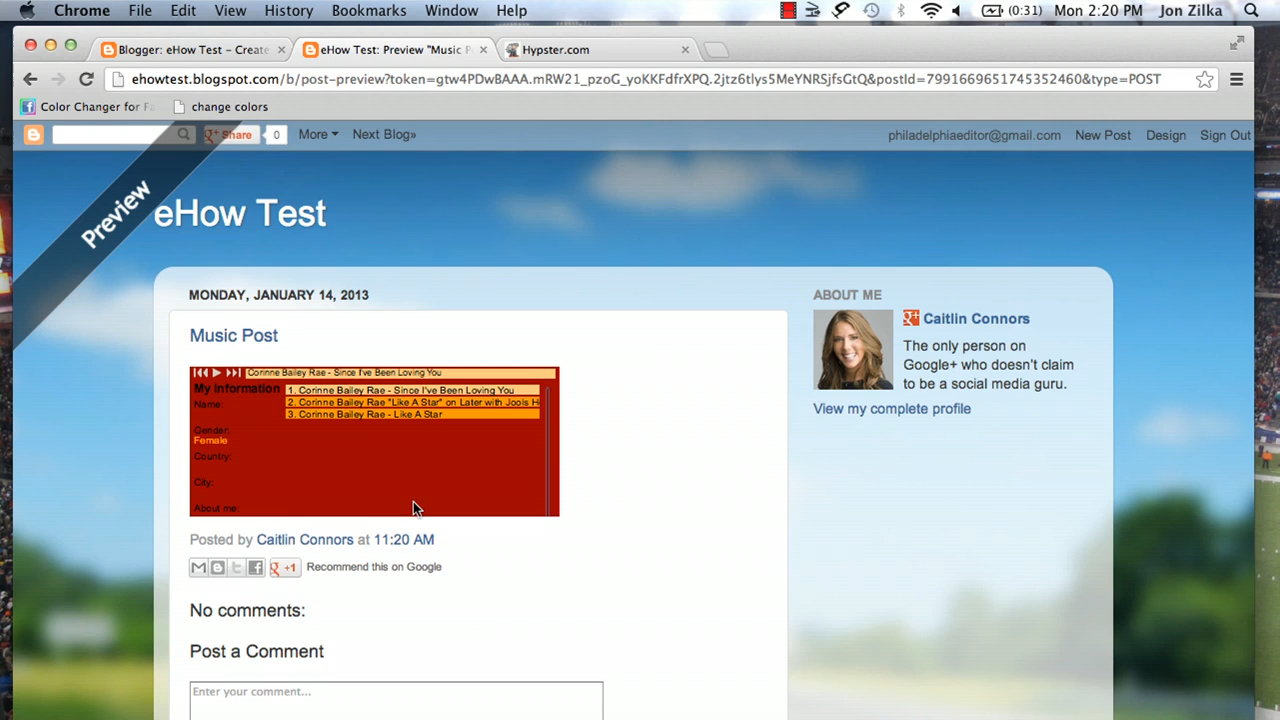 Chrome File Edit View History Bookmarks Window Help (0:31) Mon 2:20 PM Jon Zilka
Blogger: eHow Test – Create
eHow Test: Preview "Music P
Hypster.com
ehowtest.blogspot.com/b/post-preview?token=gtw4PDwBAAA.mRW21_pzoG_yoKKFdfrXPQ.2jtz6tlys5MeYNRSjfsGtQ&postId=7991669651745352460&type=POST
Color Changer for Fa change colors
Share 0 More Next Blog» philadelphiaeditor@gmail.com New Post Design Sign Out
Preview
eHow Test
MONDAY, JANUARY 14, 2013
Music Post
Corinne Bailey Rae - Since I've Been Loving You
My Information
1. Corinne Bailey Rae - Since I've Been Loving You
2. Corinne Bailey Rae "Like A Star" on Later with Jools H
3. Corinne Bailey Rae - Like A Star
Name:
Gender:
Female
Country:
City:
About me:
Posted by Caitlin Connors at 11:20 AM
+1 Recommend this on Google
No comments:
Post a Comment
Enter your comment...
ABOUT ME
Caitlin Connors
The only person on
Google+ who doesn't claim
to be a social media guru.
View my complete profile